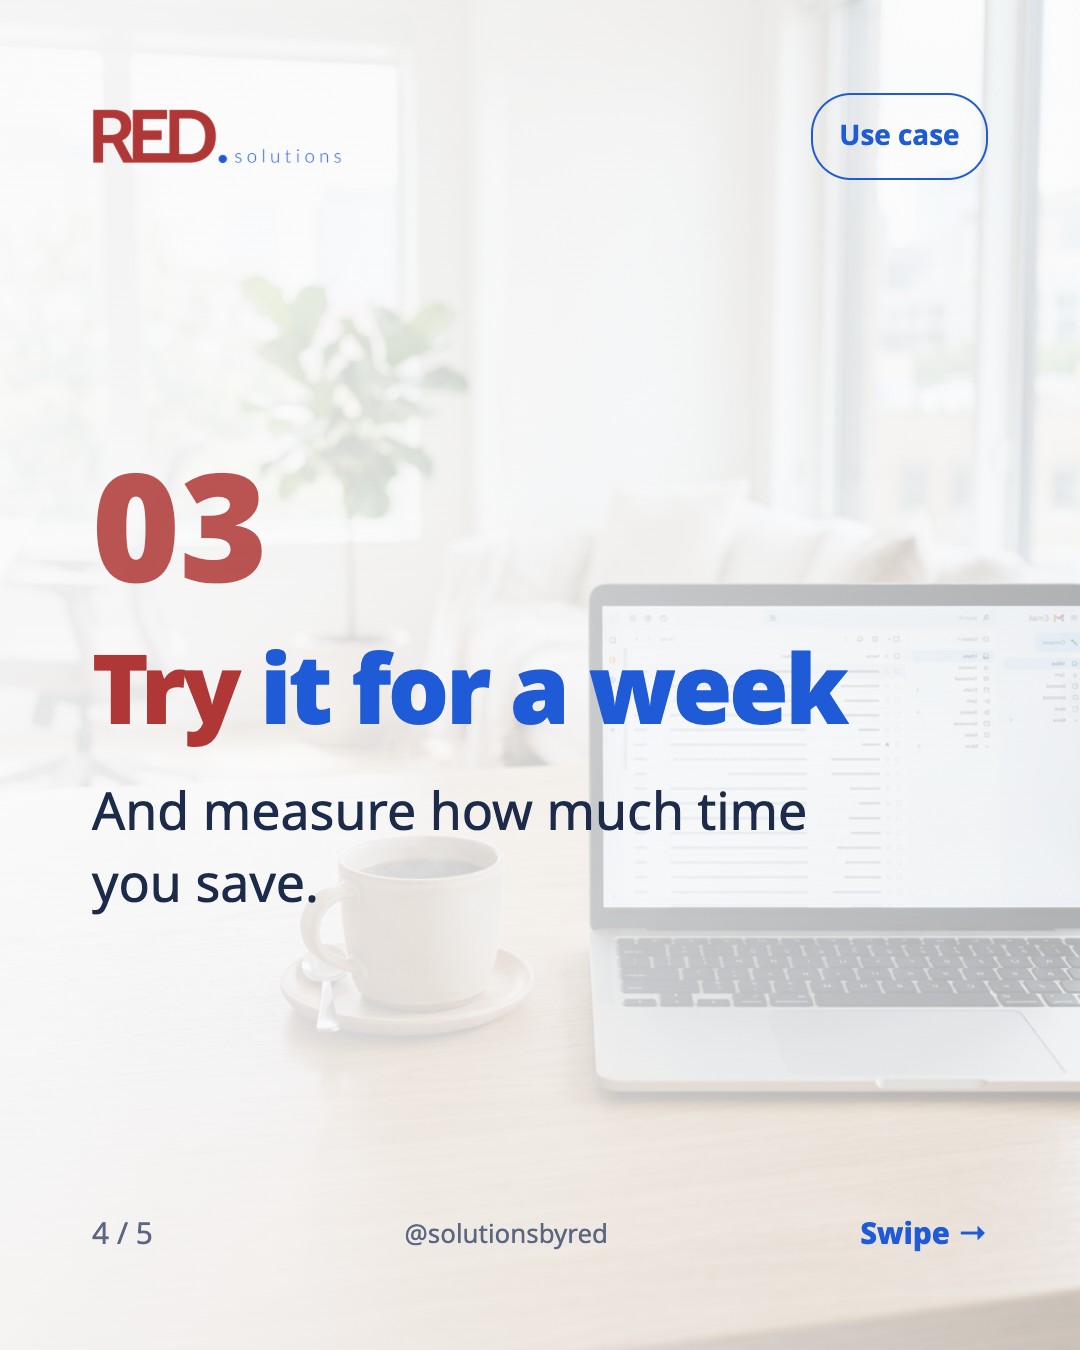 RED.solutions
Use case
03
Try it for a week
And measure how much time
you save.
4 / 5
@solutionsbyred
Swipe →